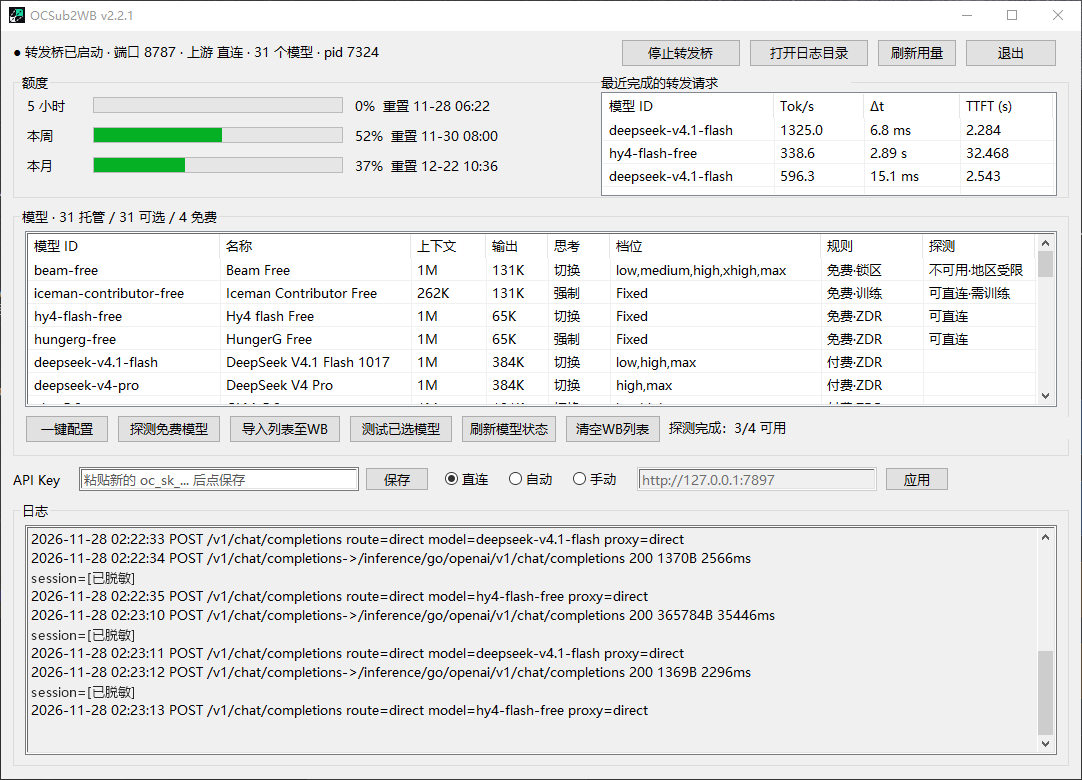 OCSub2WB v2.2.1
● 转发桥已启动 · 端口 8787 · 上游 直连 · 31 个模型 · pid 7324
停止转发桥 打开日志目录 刷新用量 退出
额度
5 小时 0% 重置 11-28 06:22
本周 52% 重置 11-30 08:00
本月 37% 重置 12-22 10:36
最近完成的转发请求
模型 ID Tok/s Δt TTFT (s)
deepseek-v4.1-flash 1325.0 6.8 ms 2.284
hy4-flash-free 338.6 2.89 s 32.468
deepseek-v4.1-flash 596.3 15.1 ms 2.543
模型 · 31 托管 / 31 可选 / 4 免费
模型 ID 名称 上下文 输出 思考 档位 规则 探测
beam-free Beam Free 1M 131K 切换 low,medium,high,xhigh,max 免费·锁区 不可用·地区受限
iceman-contributor-free Iceman Contributor Free 262K 131K 强制 Fixed 免费·训练 可直连·需训练
hy4-flash-free Hy4 flash Free 1M 65K 切换 Fixed 免费·ZDR 可直连
hungerg-free HungerG Free 1M 65K 强制 Fixed 免费·ZDR 可直连
deepseek-v4.1-flash DeepSeek V4.1 Flash 1017 1M 384K 切换 low,high,max 付费·ZDR
deepseek-v4-pro DeepSeek V4 Pro 1M 384K 切换 high,max 付费·ZDR
一键配置 探测免费模型 导入列表至WB 测试已选模型 刷新模型状态 清空WB列表 探测完成：3/4 可用
API Key 粘贴新的 oc_sk_... 后点保存 保存 直连 自动 手动 http://127.0.0.1:7897 应用
日志
2026-11-28 02:22:33 POST /v1/chat/completions route=direct model=deepseek-v4.1-flash proxy=direct
2026-11-28 02:22:34 POST /v1/chat/completions->/inference/go/openai/v1/chat/completions 200 1370B 2566ms
session=[已脱敏]
2026-11-28 02:22:35 POST /v1/chat/completions route=direct model=hy4-flash-free proxy=direct
2026-11-28 02:23:10 POST /v1/chat/completions->/inference/go/openai/v1/chat/completions 200 365784B 35446ms
session=[已脱敏]
2026-11-28 02:23:11 POST /v1/chat/completions route=direct model=deepseek-v4.1-flash proxy=direct
2026-11-28 02:23:12 POST /v1/chat/completions->/inference/go/openai/v1/chat/completions 200 1369B 2296ms
session=[已脱敏]
2026-11-28 02:23:13 POST /v1/chat/completions route=direct model=hy4-flash-free proxy=direct